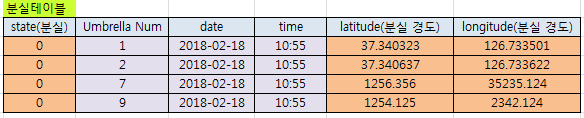 분실테이블
state(분실) Umbrella Num date time latitude(분실 경도) longitude(분실 경도)
0 1 2018-02-18 10:55 37.340323 126.733501
0 2 2018-02-18 10:55 37.340637 126.733622
0 7 2018-02-18 10:55 1256.356 35235.124
0 9 2018-02-18 10:55 1254.125 2342.124